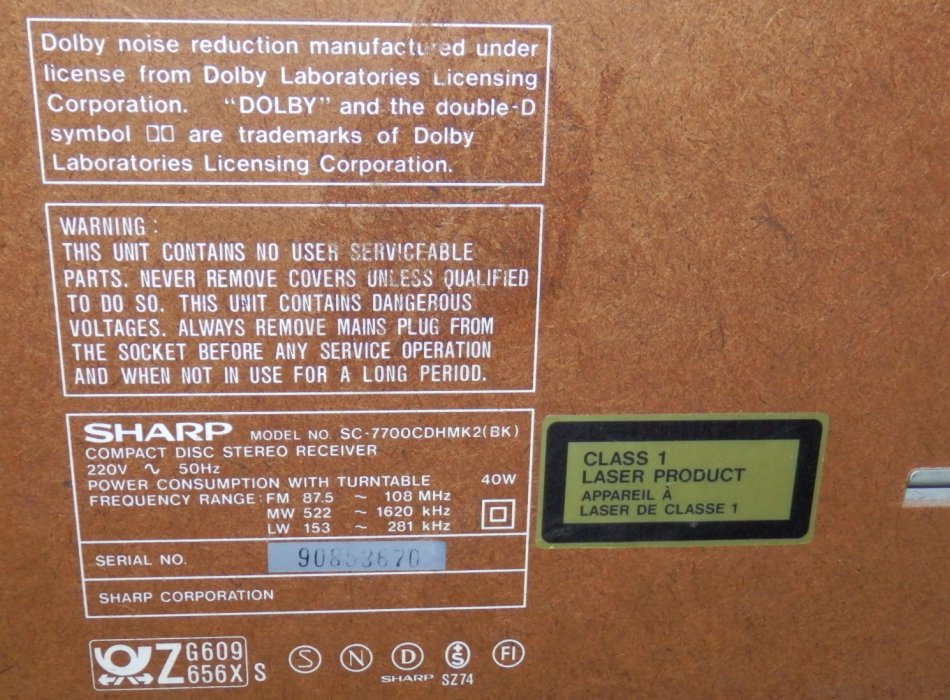 Dolby noise reduction manufactured under
license from Dolby Laboratories Licensing
Corporation. "DOLBY" and the double-D
symbol are trademarks of Dolby
Laboratories Licensing Corporation.
WARNING :
THIS UNIT CONTAINS NO USER SERVICEABLE
PARTS. NEVER REMOVE COVERS UNLESS QUALIFIED
TO DO SO. THIS UNIT CONTAINS DANGEROUS
VOLTAGES. ALWAYS REMOVE MAINS PLUG FROM
THE SOCKET BEFORE ANY SERVICE OPERATION
AND WHEN NOT IN USE FOR A LONG PERIOD.
SHARP MODEL NO. SC-7700CDHMK2(BK)
COMPACT DISC STEREO RECEIVER
220V ∿ 50Hz
POWER CONSUMPTION WITH TURNTABLE 40W
FREQUENCY RANGE: FM 87.5 ~ 108 MHz
MW 522 ~ 1620 kHz
LW 153 ~ 281 kHz
SERIAL NO. 90853670
SHARP CORPORATION
CLASS 1
LASER PRODUCT
APPAREIL À
LASER DE CLASSE 1
Z G609
656X S
S N D S FI
SHARP SZ74